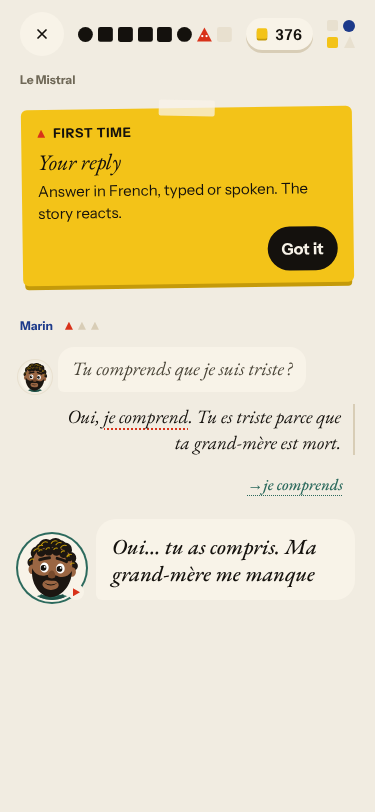 376
Le Mistral
FIRST TIME
Your reply
Answer in French, typed or spoken. The
story reacts.
Got it
Marin
Tu comprends que je suis triste ?
Oui, je comprend. Tu es triste parce que
ta grand-mère est mort.
→je comprends
Oui... tu as compris. Ma
grand-mère me manque